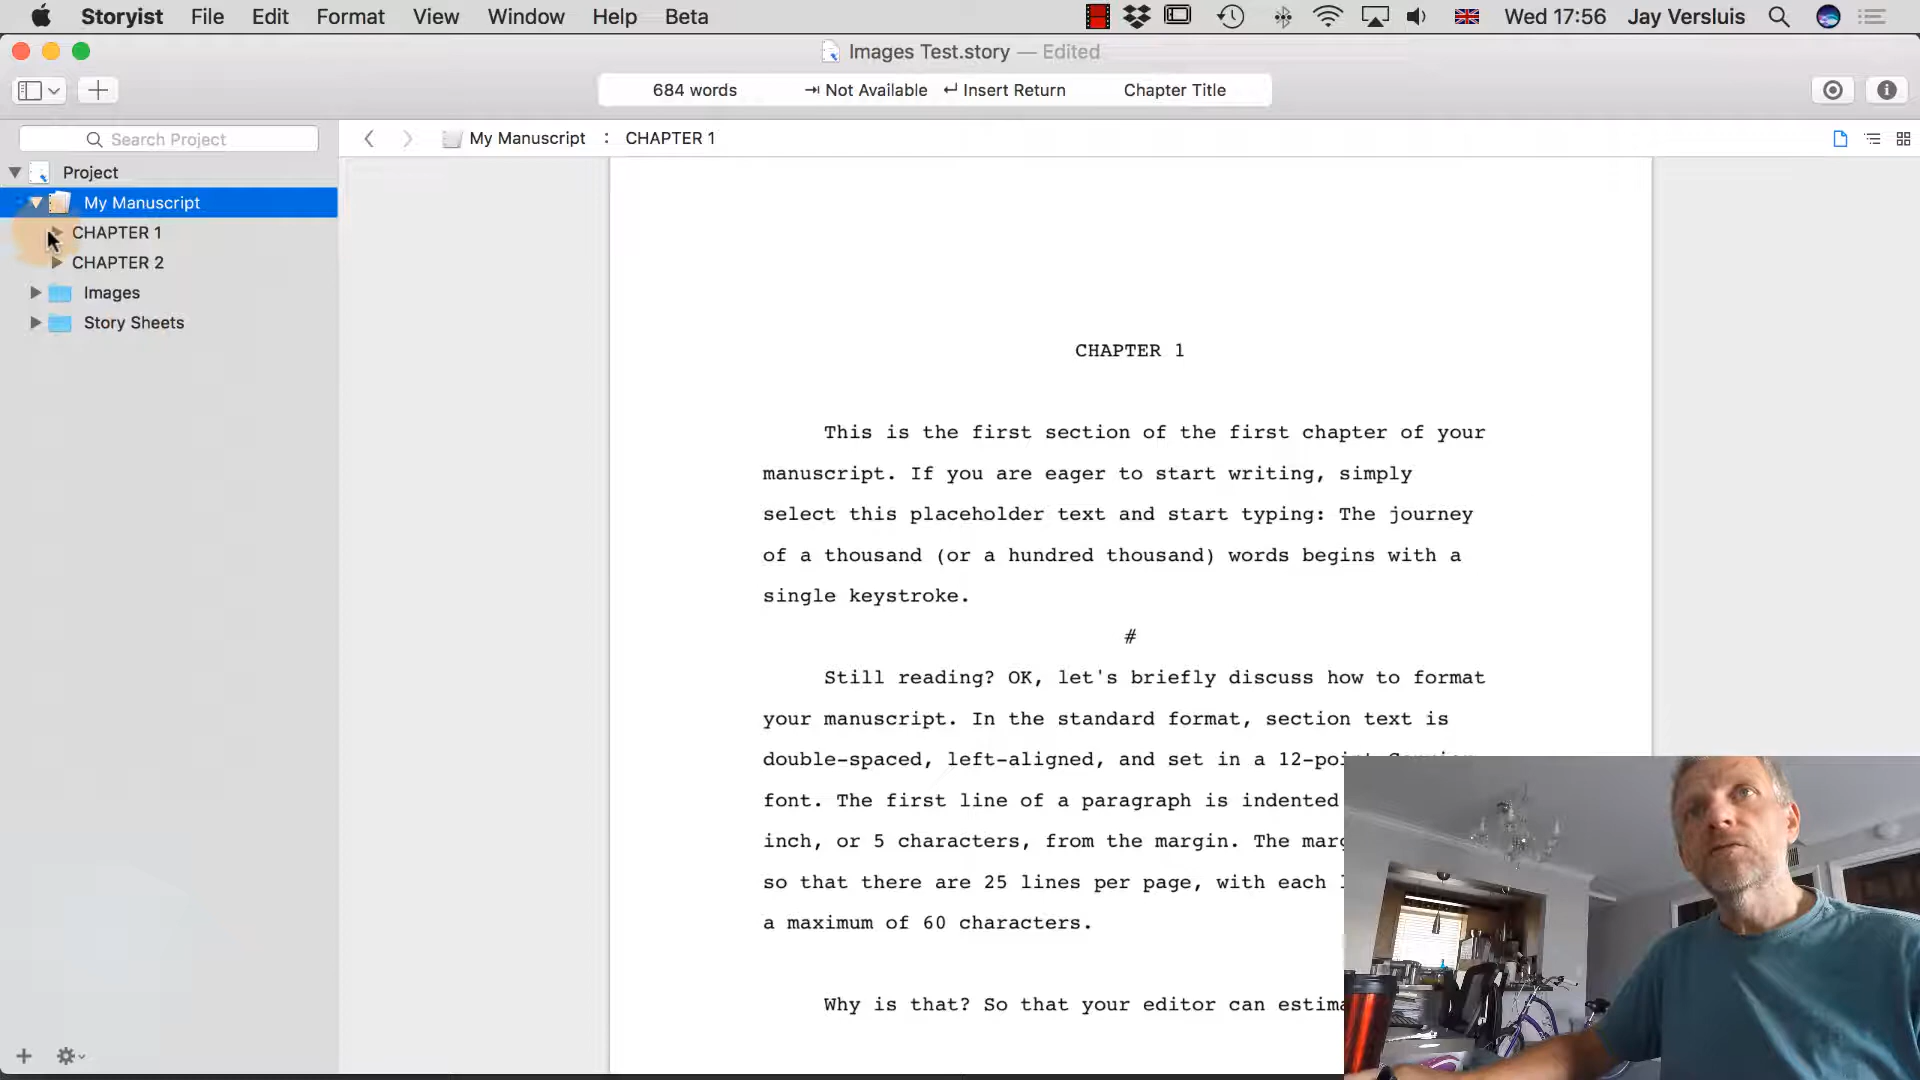 Storyist File Edit Format View Window Help Beta Wed 17:56 Jay Versluis
Images Test.story — Edited
684 words Not Available Insert Return Chapter Title
Search Project
My Manuscript : CHAPTER 1
Project
My Manuscript
CHAPTER 1
CHAPTER 2
Images
Story Sheets
CHAPTER 1
This is the first section of the first chapter of your
manuscript. If you are eager to start writing, simply
select this placeholder text and start typing: The journey
of a thousand (or a hundred thousand) words begins with a
single keystroke.
#
Still reading? OK, let's briefly discuss how to format
your manuscript. In the standard format, section text is
double-spaced, left-aligned, and set in a 12-point
font. The first line of a paragraph is indented
inch, or 5 characters, from the margin. The
so that there are 25 lines per page, with each
a maximum of 60 characters.
Why is that? So that your editor can